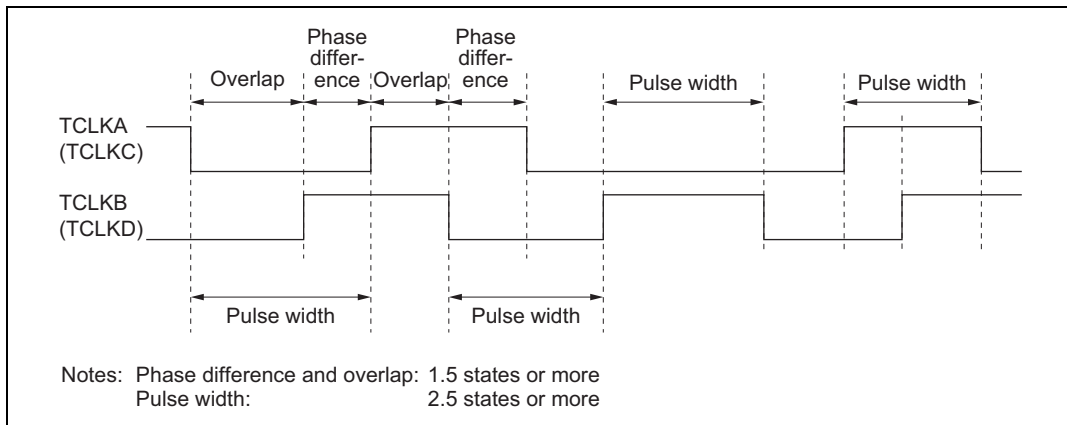 Phase
differ-
ence
Phase
differ-
ence
Overlap
Overlap
Pulse width
Pulse width
TCLKA
(TCLKC)
TCLKB
(TCLKD)
Pulse width
Pulse width
Notes: Phase difference and overlap: 1.5 states or more
Pulse width: 2.5 states or more